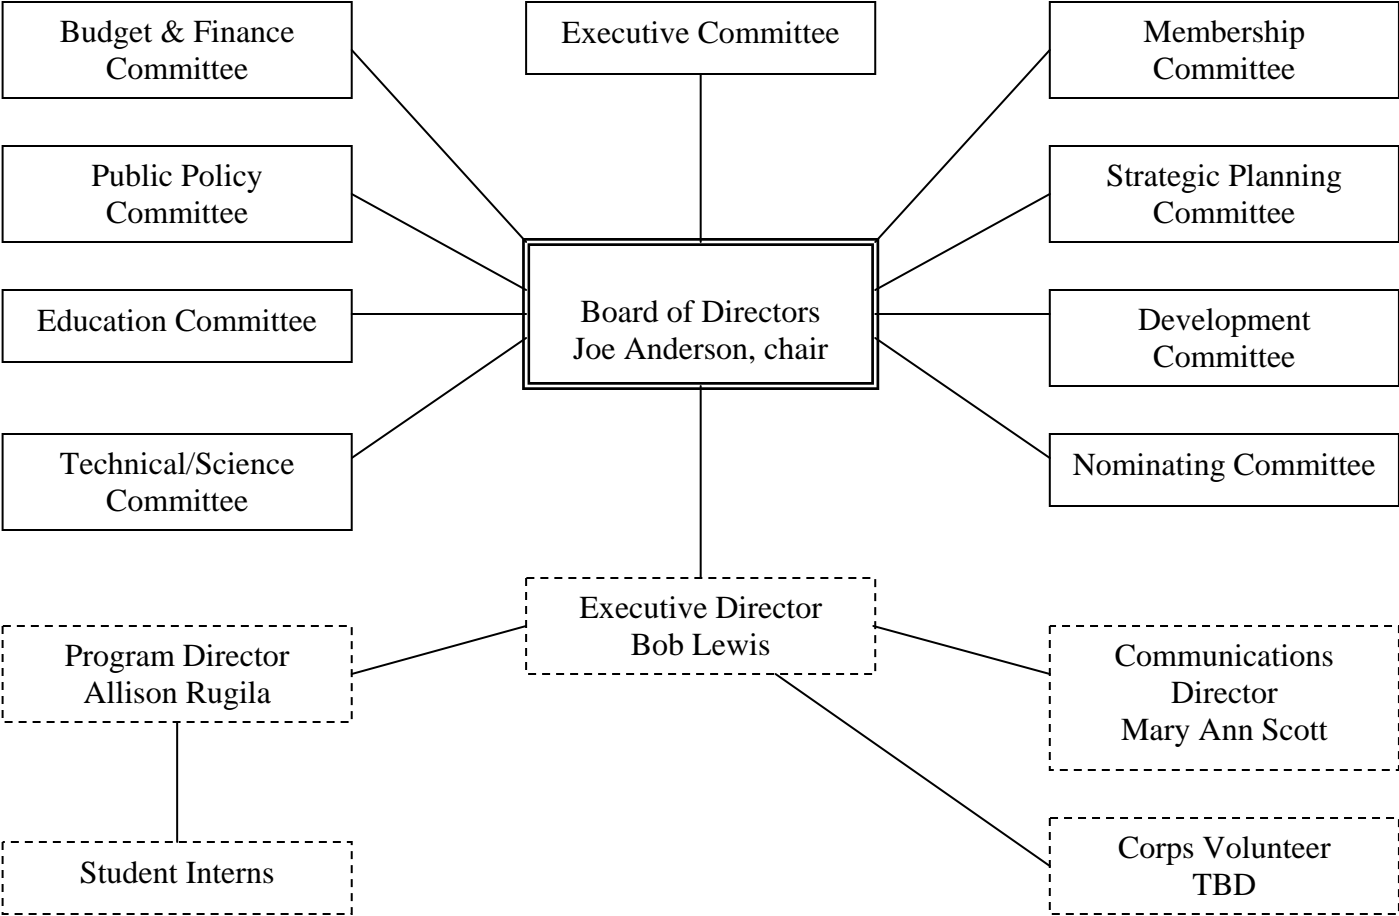 Budget & Finance
Committee
Executive Committee
Membership
Committee
Public Policy
Committee
Strategic Planning
Committee
Education Committee
Board of Directors
Joe Anderson, chair
Development
Committee
Technical/Science
Committee
Nominating Committee
Executive Director
Bob Lewis
Program Director
Allison Rugila
Communications
Director
Mary Ann Scott
Student Interns
Corps Volunteer
TBD